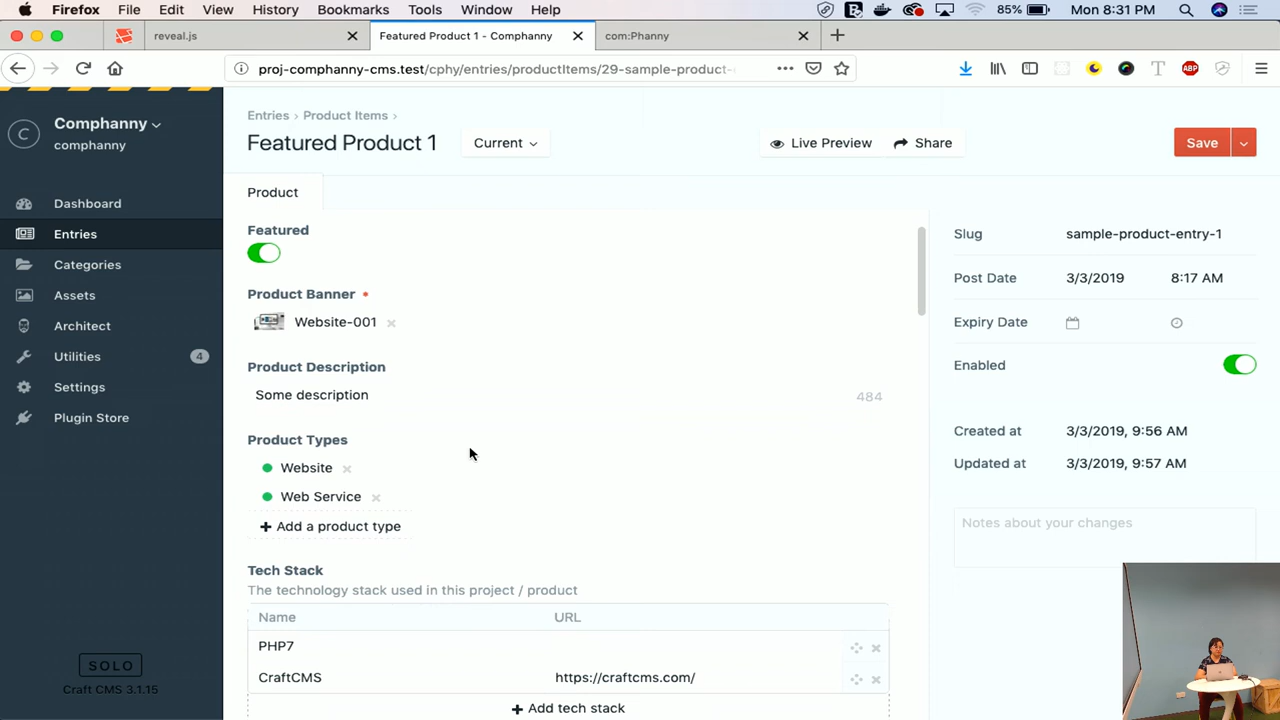 Firefox File Edit View History Bookmarks Tools Window Help 85% Mon 8:31 PM
reveal.js Featured Product 1 - Comphanny com:Phanny
proj-comphanny-cms.test/cphy/entries/productItems/29-sample-product-
T ABP
C Comphanny
comphanny
Dashboard
Entries
Categories
Assets
Architect
Utilities 4
Settings
Plugin Store
SOLO
Craft CMS 3.1.15
Entries › Product Items ›
Featured Product 1 Current Live Preview Share Save
Product
Featured
Product Banner
Website-001
Product Description
Some description 484
Product Types
Website
Web Service
Add a product type
Tech Stack
The technology stack used in this project / product
Name URL
PHP7
CraftCMS https://craftcms.com/
Add tech stack
Slug sample-product-entry-1
Post Date 3/3/2019 8:17 AM
Expiry Date
Enabled
Created at 3/3/2019, 9:56 AM
Updated at 3/3/2019, 9:57 AM
Notes about your changes